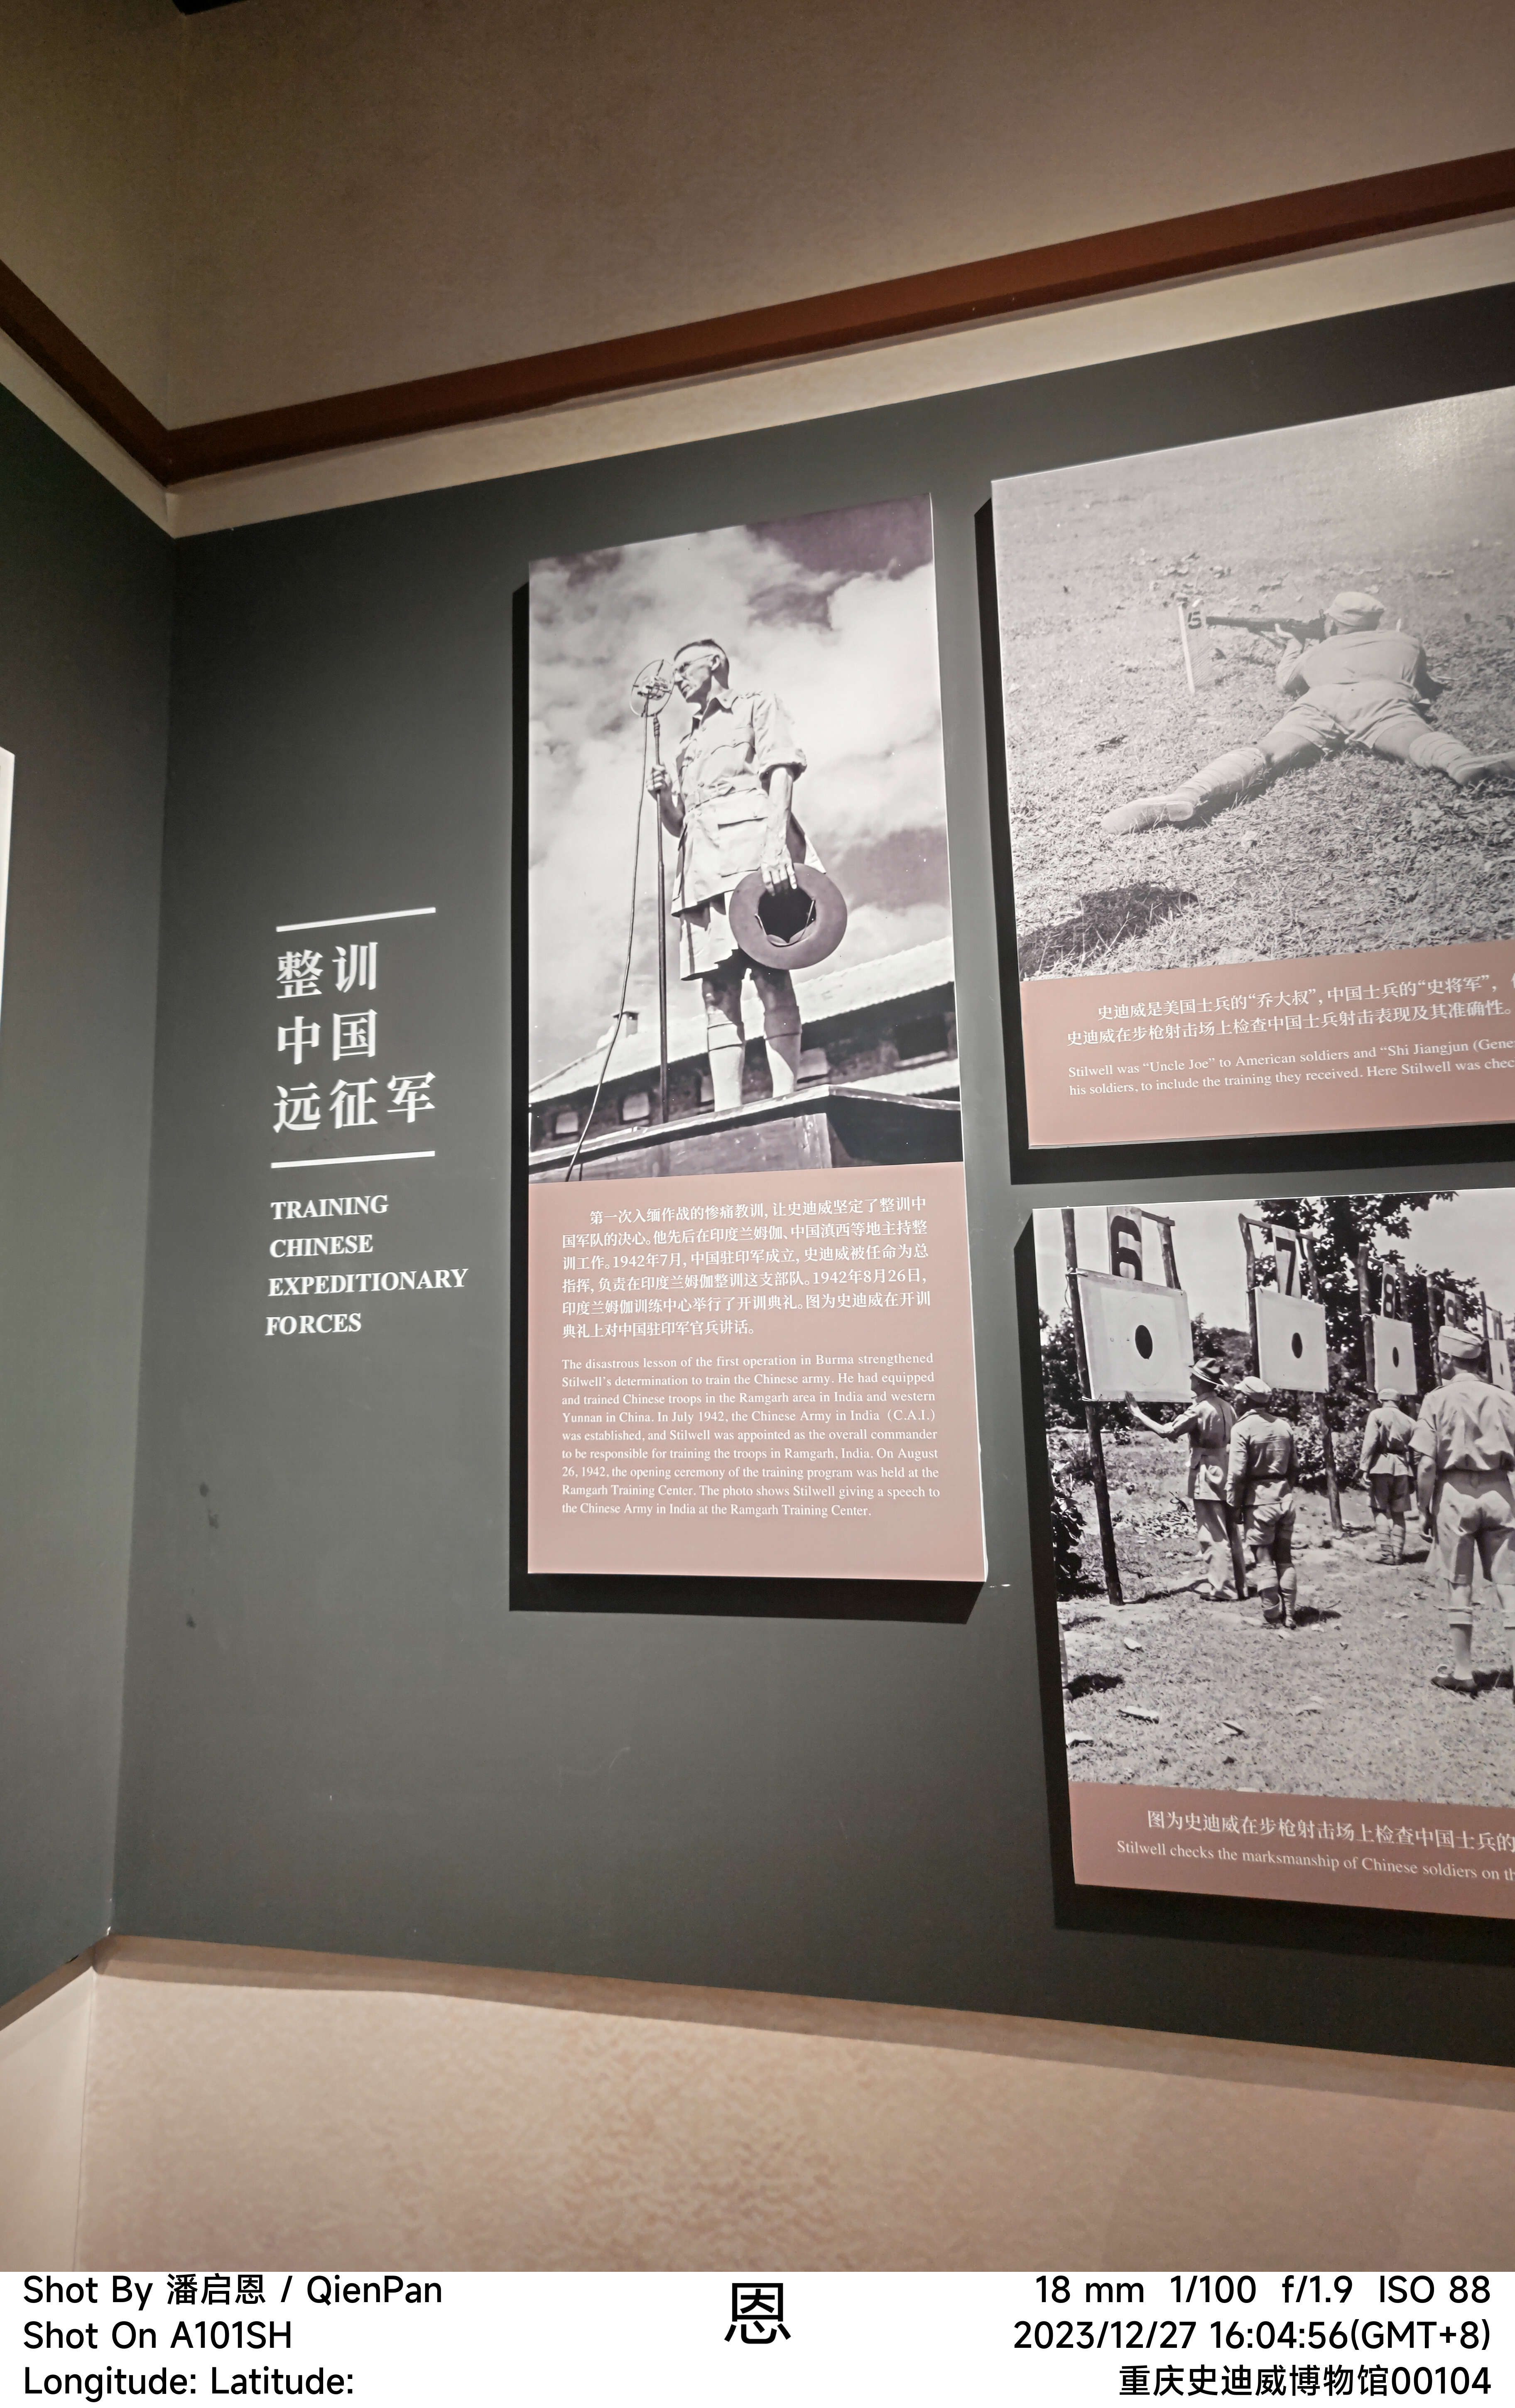 整训
中国
远征军
TRAINING
CHINESE
EXPEDITIONARY
FORCES
第一次入缅作战的惨痛教训，让史迪威坚定了整训中
国军队的决心。他先后在印度兰姆伽、中国滇西等地主持整
训工作。1942年7月，中国驻印军成立，史迪威被任命为总
指挥，负责在印度兰姆伽整训这支部队。1942年8月26日，
印度兰姆伽训练中心举行了开训典礼。图为史迪威在开训
典礼上对中国驻印军官兵讲话。
The disastrous lesson of the first operation in Burma strengthened
Stilwell's determination to train the Chinese army. He had equipped
and trained Chinese troops in the Ramgarh area in India and western
Yunnan in China. In July 1942, the Chinese Army in India (C.A.I.)
was established, and Stilwell was appointed as the overall commander
to be responsible for training the troops in Ramgarh, India. On August
26, 1942, the opening ceremony of the training program was held at the
Ramgarh Training Center. The photo shows Stilwell giving a speech to
the Chinese Army in India at the Ramgarh Training Center.
5
史迪威是美国士兵的“乔大叔”，中国士兵的“史将军”，
史迪威在步枪射击场上检查中国士兵射击表现及其准确性。
Stilwell was “Uncle Joe” to American soldiers and “Shi Jiangjun (Gene
his soldiers, to include the training they received. Here Stilwell was chec
6
7
8
图为史迪威在步枪射击场上检查中国士兵的
Stilwell checks the marksmanship of Chinese soldiers on th
Shot By 潘启恩 / QienPan
Shot On A101SH
Longitude: Latitude:
恩
18 mm 1/100 f/1.9 ISO 88
2023/12/27 16:04:56(GMT+8)
重庆史迪威博物馆00104